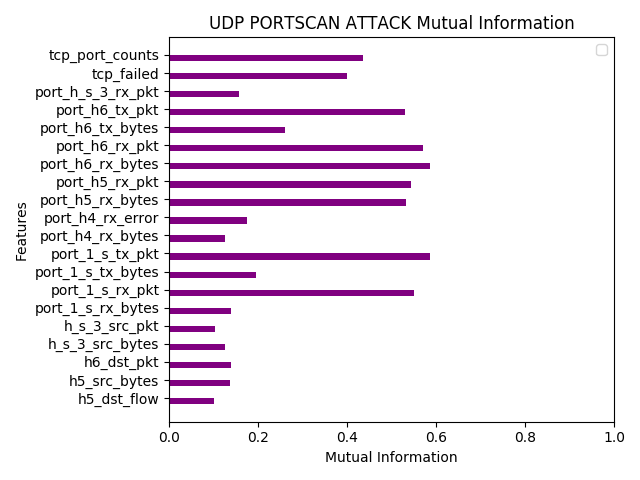 UDP PORTSCAN ATTACK Mutual Information
tcp_port_counts
tcp_failed
port_h_s_3_rx_pkt
port_h6_tx_pkt
port_h6_tx_bytes
port_h6_rx_pkt
port_h6_rx_bytes
port_h5_rx_pkt
port_h5_rx_bytes
port_h4_rx_error
port_h4_rx_bytes
port_1_s_tx_pkt
port_1_s_tx_bytes
port_1_s_rx_pkt
port_1_s_rx_bytes
h_s_3_src_pkt
h_s_3_src_bytes
h6_dst_pkt
h5_src_bytes
h5_dst_flow
Features
0.0 0.2 0.4 0.6 0.8 1.0
Mutual Information